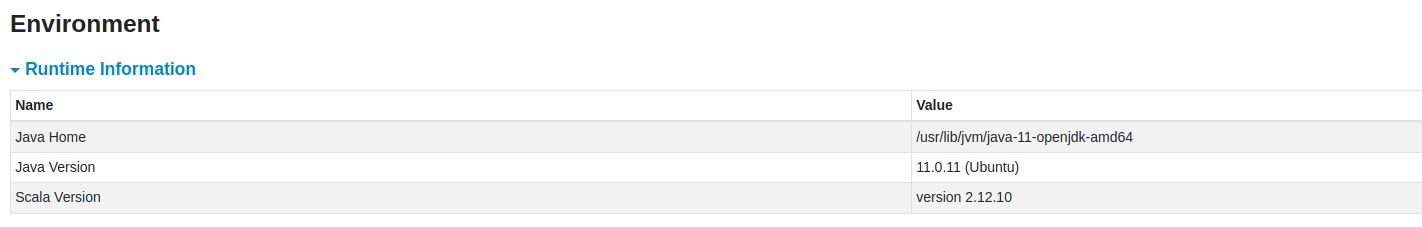 Environment
Runtime Information
Name Value
Java Home /usr/lib/jvm/java-11-openjdk-amd64
Java Version 11.0.11 (Ubuntu)
Scala Version version 2.12.10